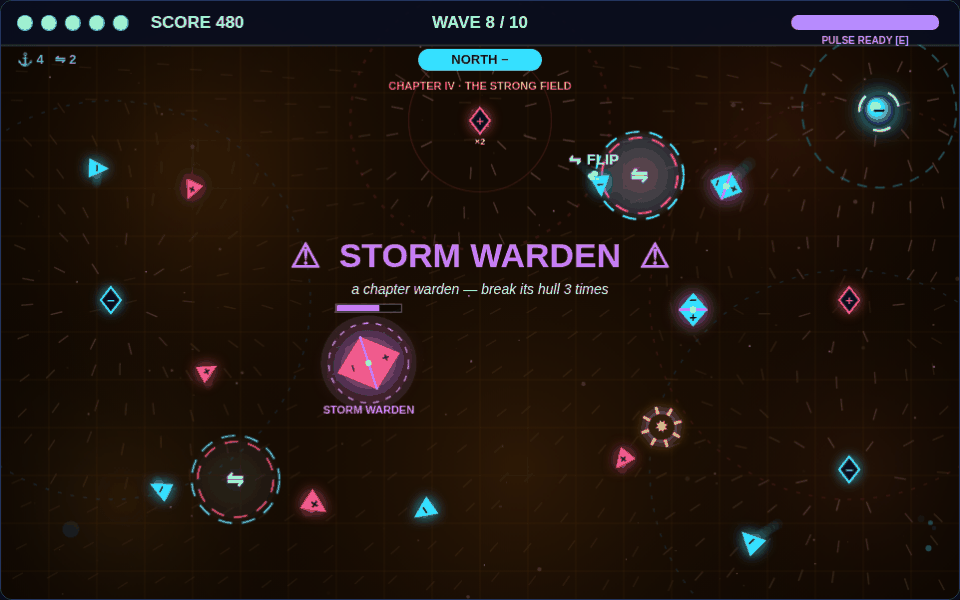 SCORE 480
WAVE 8 / 10
PULSE READY [E]
⚓ 4 ⇋ 2
NORTH −
CHAPTER IV · THE STRONG FIELD
+
×2
⇋ FLIP
⚠ STORM WARDEN ⚠
a chapter warden — break its hull 3 times
STORM WARDEN